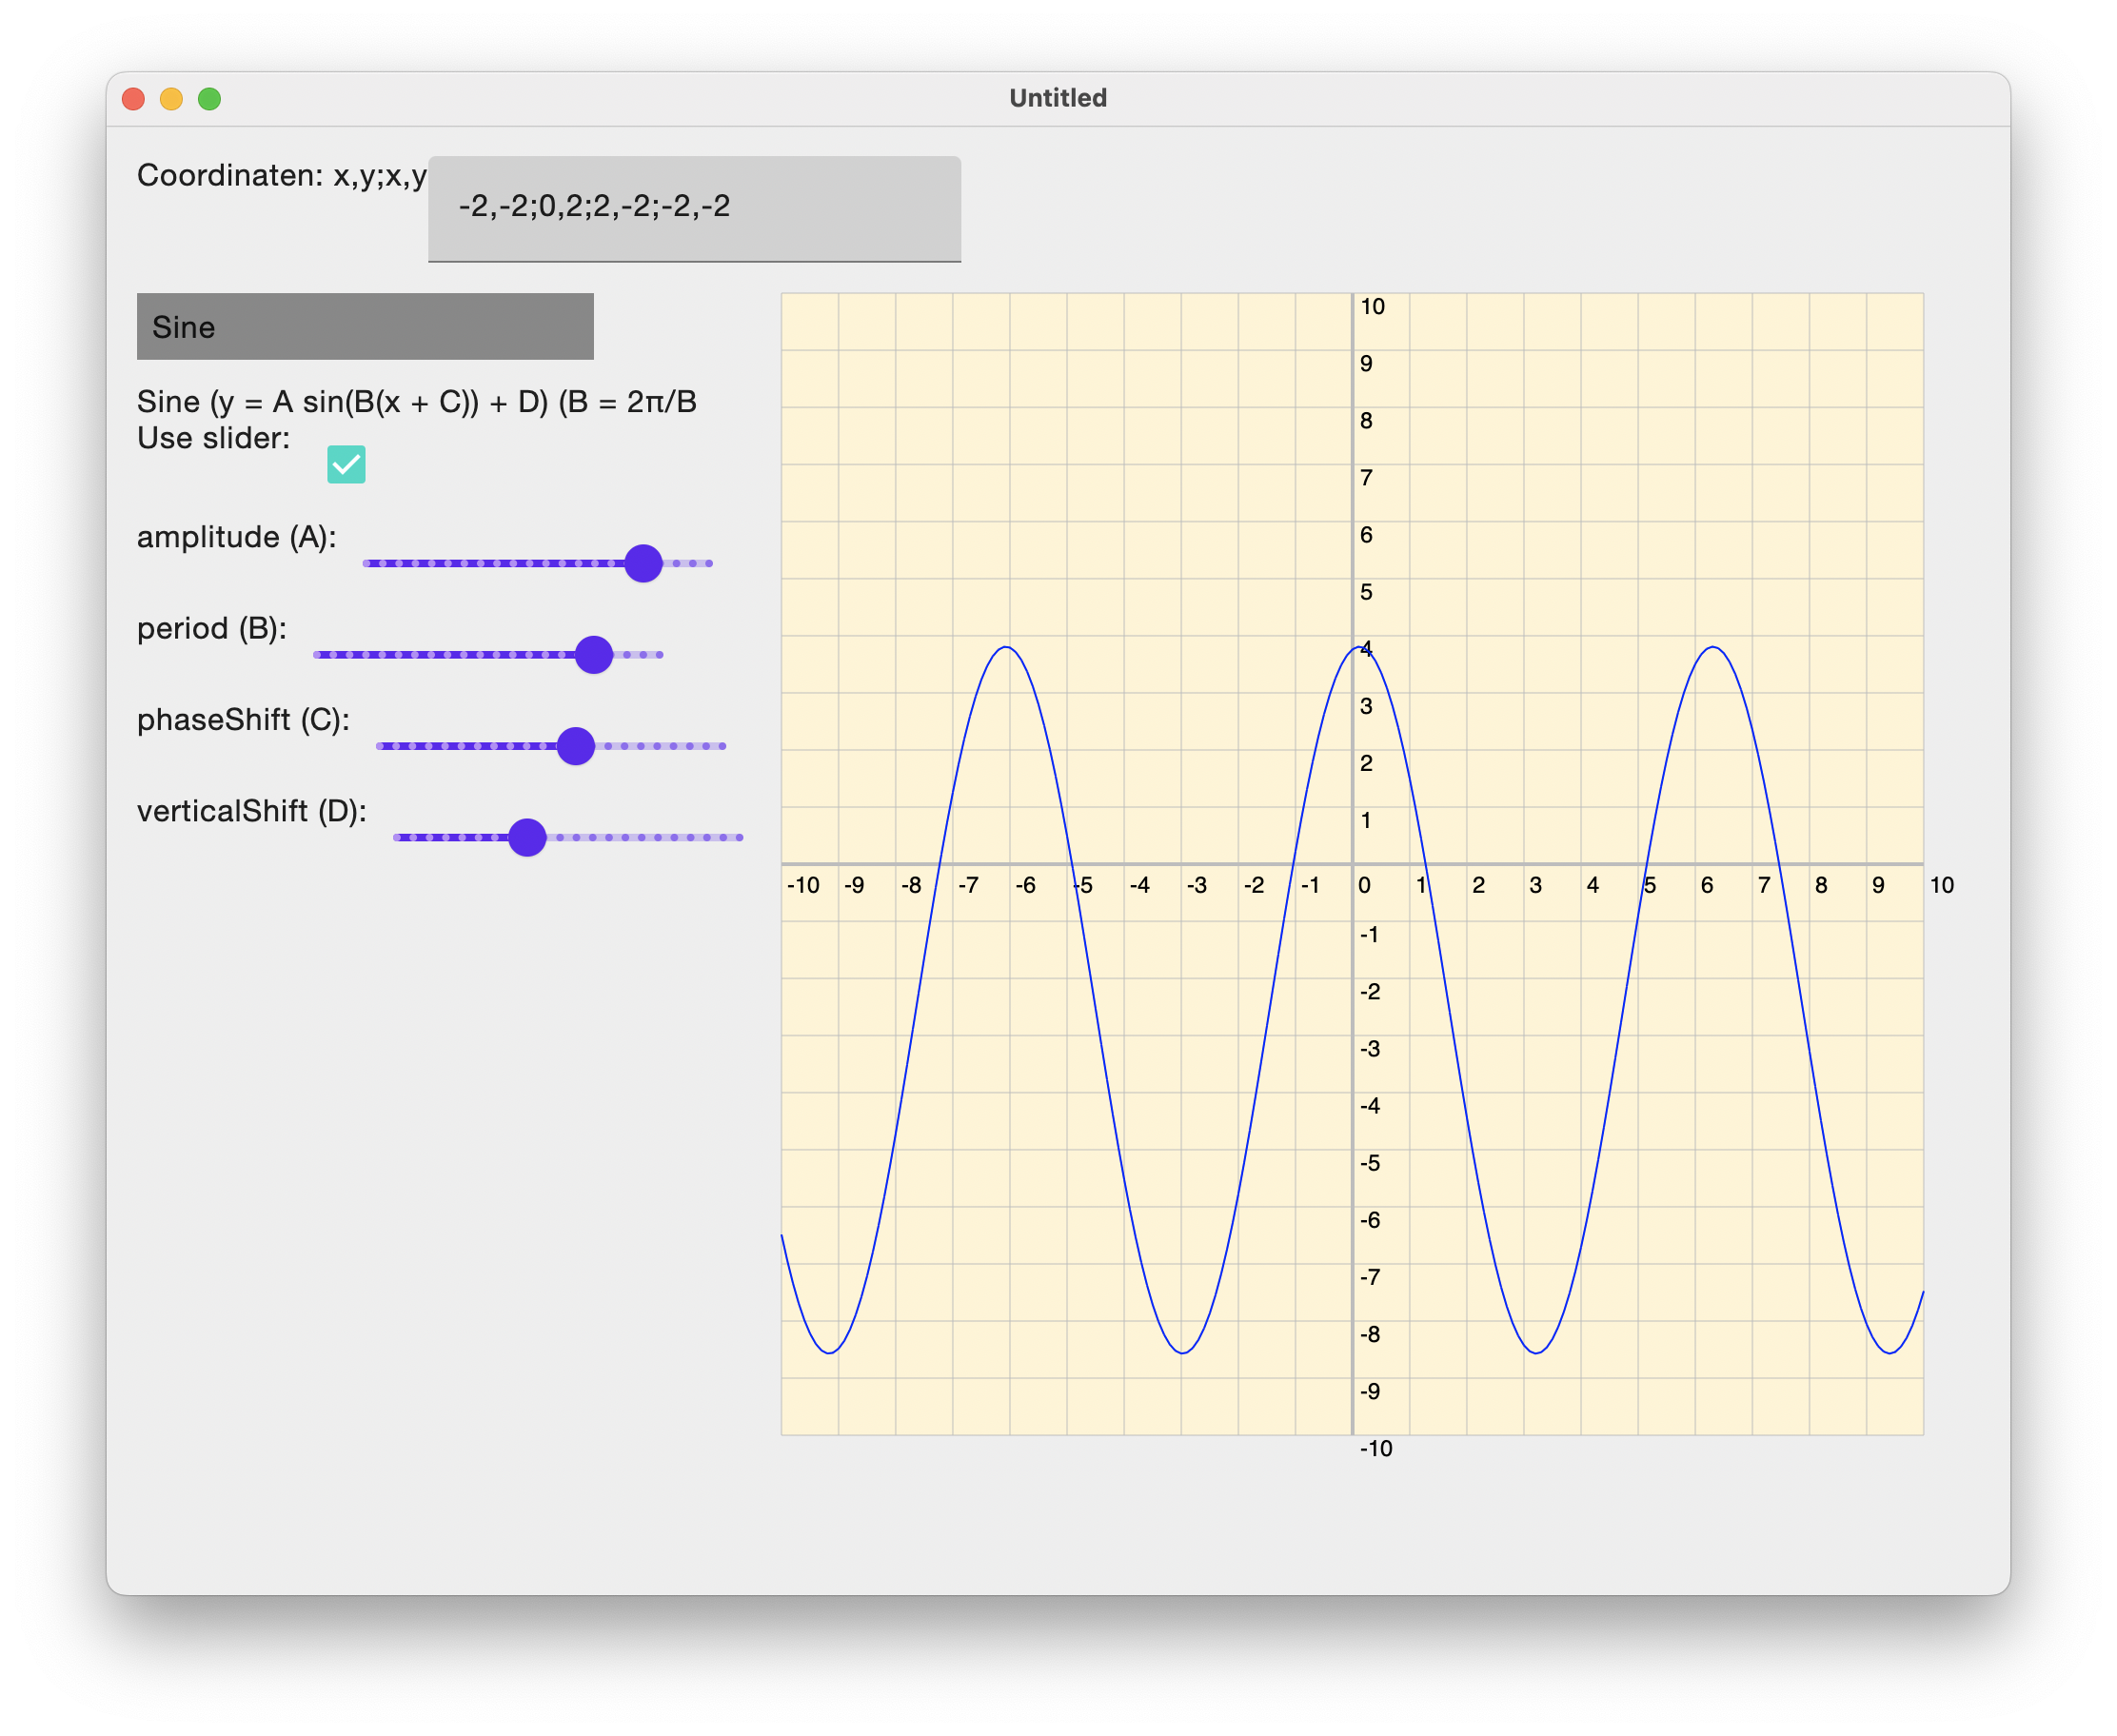 Untitled
Coordinaten: x,y;x,y
-2,-2;0,2;2,-2;-2,-2
Sine
Sine (y = A sin(B(x + C)) + D) (B = 2π/B
Use slider:
amplitude (A):
period (B):
phaseShift (C):
verticalShift (D):
10
9
8
7
6
5
4
3
2
1
-10 -9 -8 -7 -6 -5 -4 -3 -2 -1 0 1 2 3 4 5 6 7 8 9 10
-1
-2
-3
-4
-5
-6
-7
-8
-9
-10